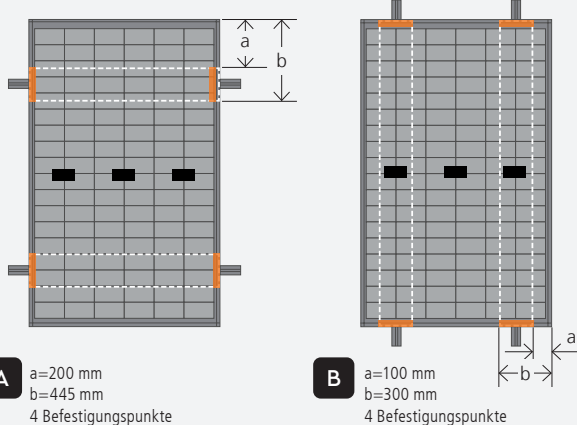 a
b
A
a=200 mm
b=445 mm
4 Befestigungspunkte
a
b
B
a=100 mm
b=300 mm
4 Befestigungspunkte